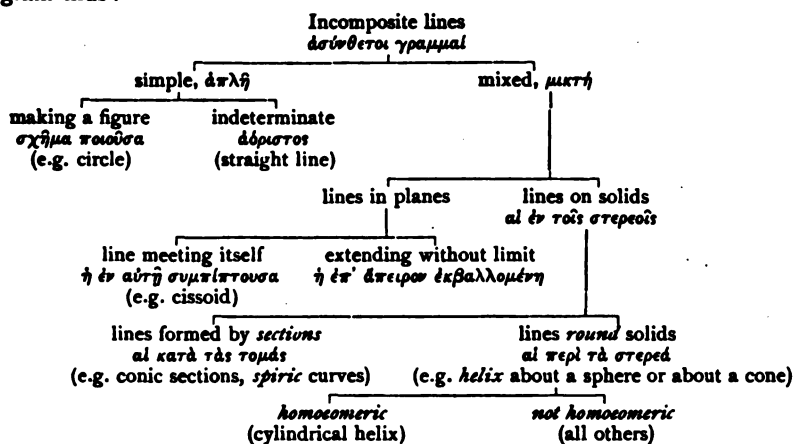 Incomposite lines
ἀσύνθετοι γραμμαί
simple, ἁπλῆ
mixed, μικτή
making a figure
σχῆμα ποιοῦσα
(e.g. circle)
indeterminate
ἀόριστος
(straight line)
lines in planes
lines on solids
αἱ ἐν τοῖς στερεοῖς
line meeting itself
ἡ ἐν αὑτῇ συμπίπτουσα
(e.g. cissoid)
extending without limit
ἡ ἐπ' ἄπειρον ἐκβαλλομένη
lines formed by sections
αἱ κατὰ τὰς τομάς
(e.g. conic sections, spiric curves)
lines round solids
αἱ περὶ τὰ στερεά
(e.g. helix about a sphere or about a cone)
homoeomeric
(cylindrical helix)
not homoeomeric
(all others)